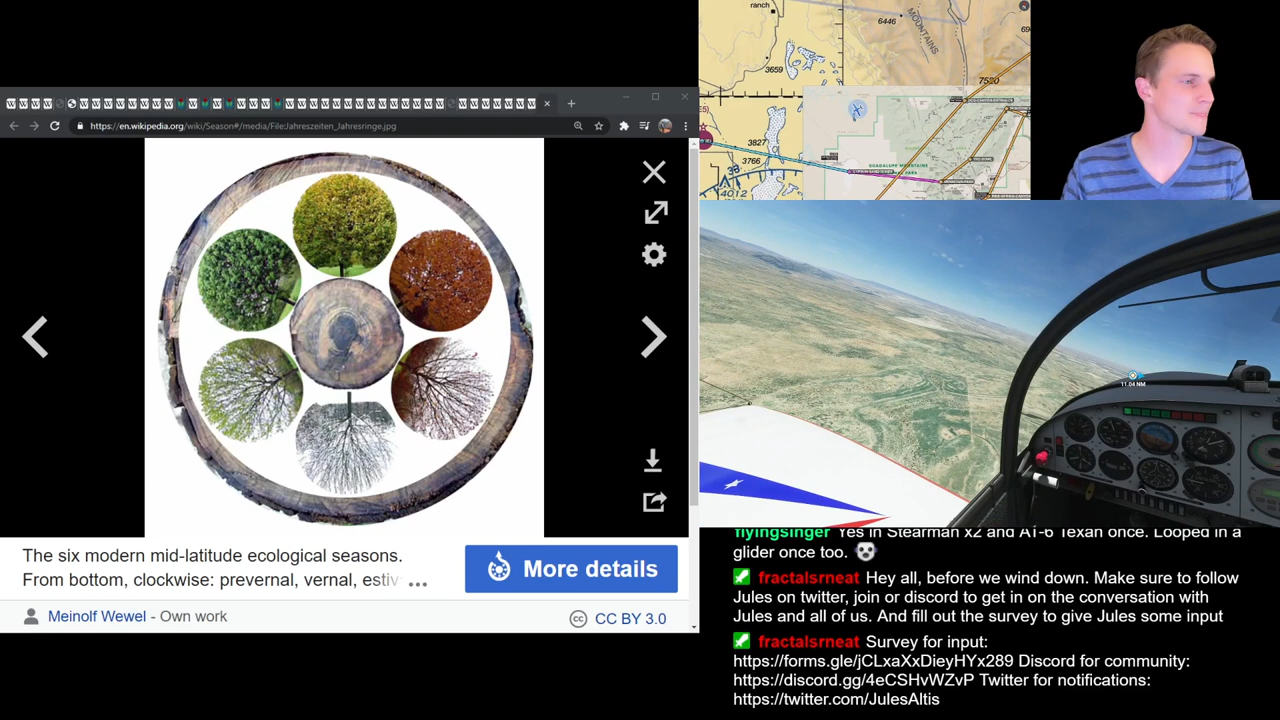 https://en.wikipedia.org/wiki/Season#/media/File:Jahreszeiten_Jahresringe.jpg
The six modern mid-latitude ecological seasons.
From bottom, clockwise: prevernal, vernal, estiv
More details
Meinolf Wewel - Own work
CC BY 3.0
ranch
6446
MOUNTAINS
3659
7520
3827
3766
4012
GUADALUPE MOUNTAINS
11.04 NM
flyingsinger Yes in Stearman x2 and AT-6 Texan once. Looped in a
glider once too.
fractalsrneat Hey all, before we wind down. Make sure to follow
Jules on twitter, join or discord to get in on the conversation with
Jules and all of us. And fill out the survey to give Jules some input
fractalsrneat Survey for input:
https://forms.gle/jCLxaXxDieyHYx289 Discord for community:
https://discord.gg/4eCSHvWZvP Twitter for notifications:
https://twitter.com/JulesAltis